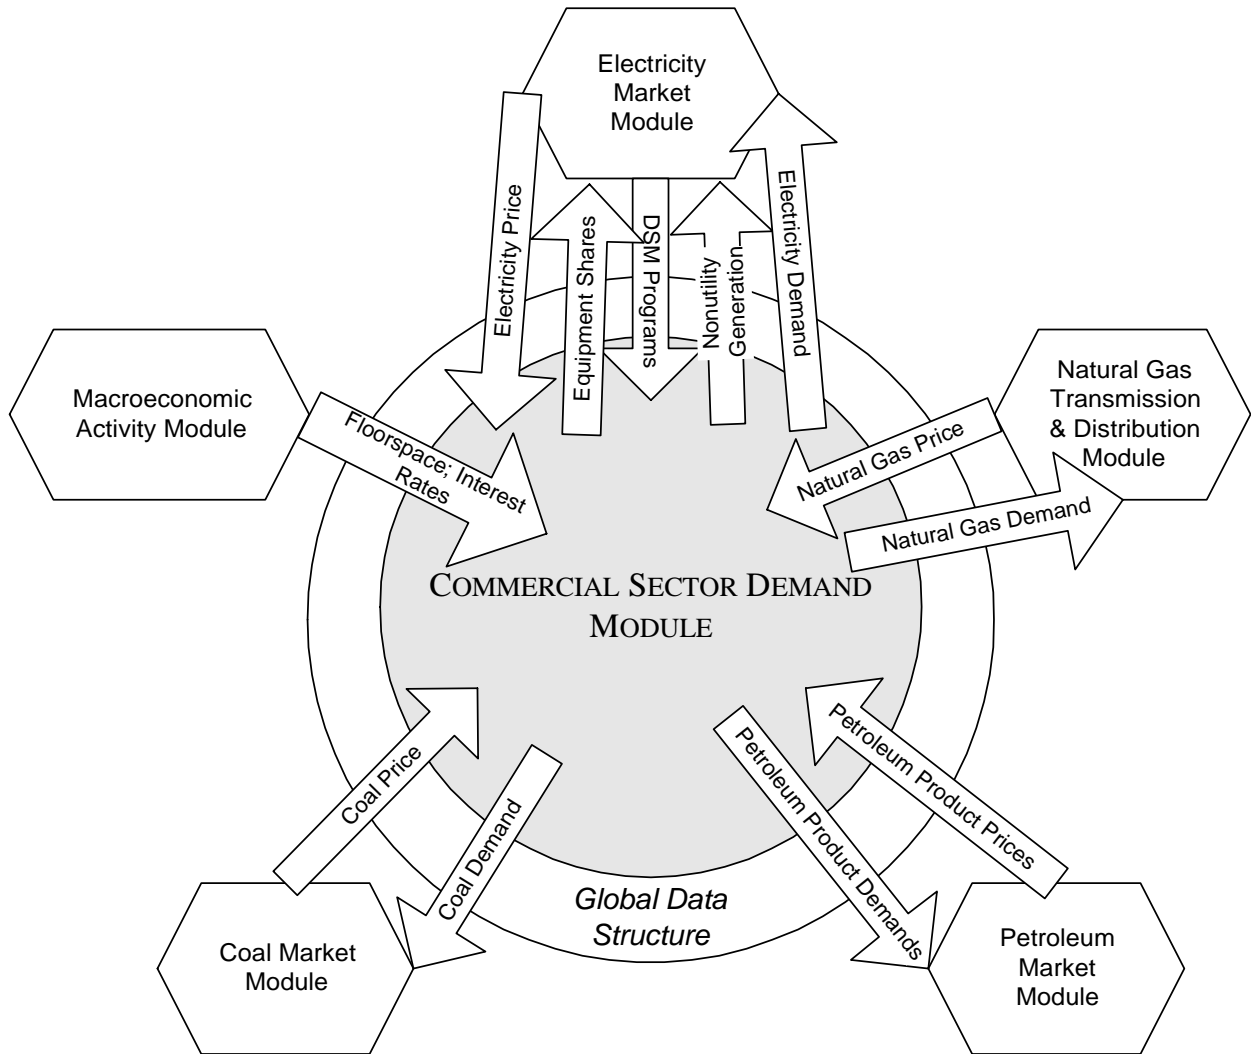 Electricity
Market
Module
Electricity Price
Equipment Shares
DSM Programs
Nonutility
Generation
Electricity Demand
Macroeconomic
Activity Module
Floorspace; Interest
Rates
Natural Gas
Transmission
& Distribution
Module
Natural Gas Price
Natural Gas Demand
COMMERCIAL SECTOR DEMAND
MODULE
Coal Price
Coal Demand
Petroleum Product Prices
Petroleum Product Demands
Global Data
Structure
Coal Market
Module
Petroleum
Market
Module